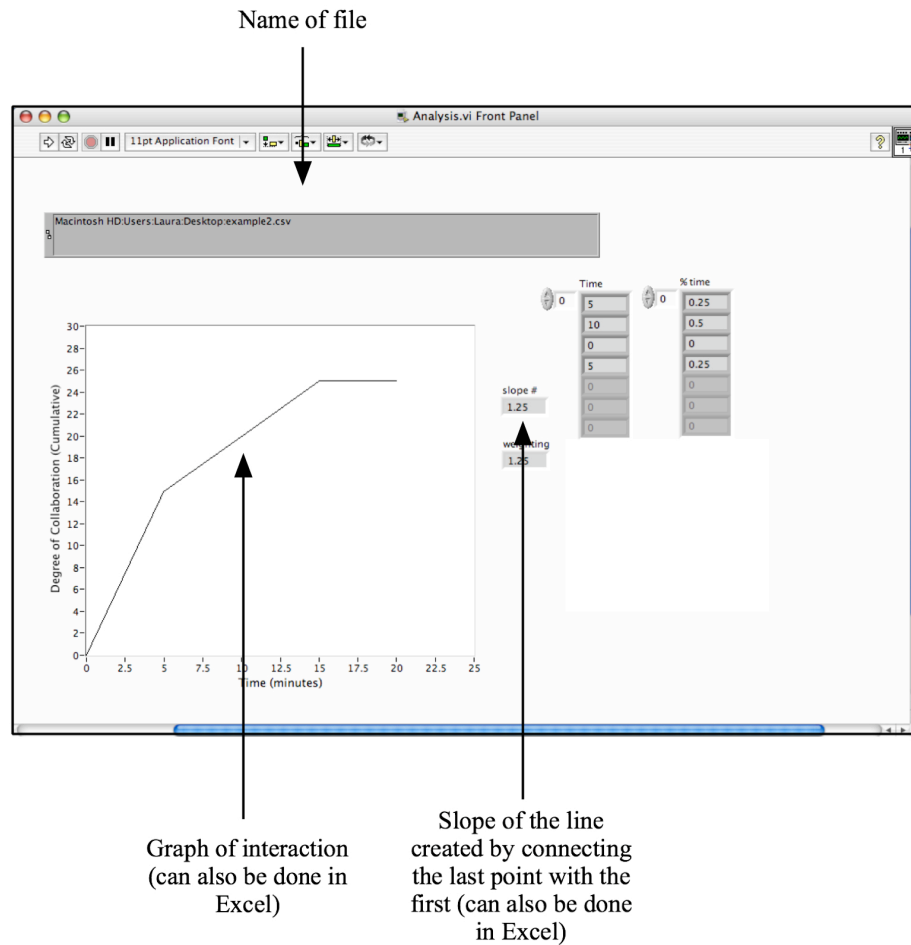 Name of file
Analysis.vi Front Panel
11pt Application Font
?
1
Macintosh HD:Users:Laura:Desktop:example2.csv
Time
% time
0
5
10
0
5
0
0
0
0
0.25
0.5
0
0.25
0
0
0
slope #
1.25
weighting
1.25
30
28
26
24
22
20
18
16
14
12
10
8
6
4
2
0
Degree of Collaboration (Cumulative)
0
2.5
5
7.5
10
12.5
15
17.5
20
22.5
25
Time (minutes)
Graph of interaction
(can also be done in
Excel)
Slope of the line
created by connecting
the last point with the
first (can also be done
in Excel)